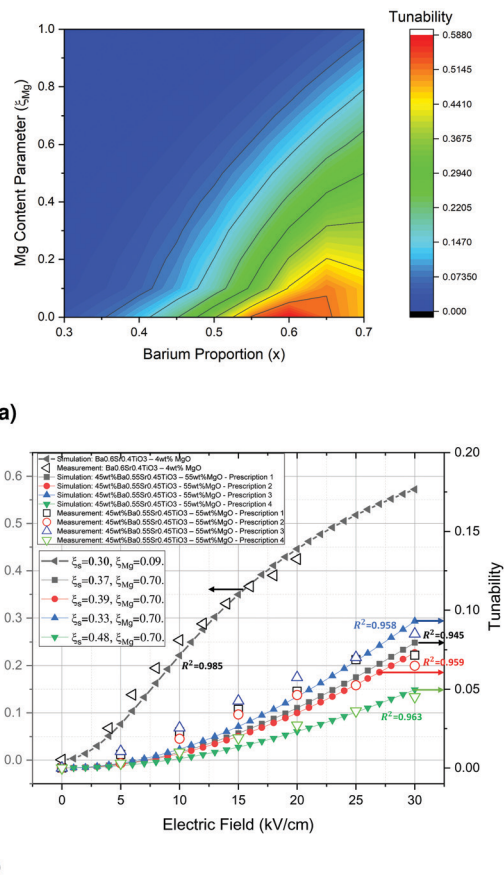 Tunability
1.0
0.8
0.6
0.4
0.2
0.0
0.3
0.4
0.5
0.6
0.7
Mg Content Parameter (ξMg)
Barium Proportion (x)
0.5880
0.5145
0.4410
0.3675
0.2940
0.2205
0.1470
0.07350
0.000
a)
Simulation: Ba0.6Sr0.4TiO3 – 4wt% MgO
Measurement: Ba0.6Sr0.4TiO3 – 4wt% MgO
Simulation: 45wt%Ba0.55Sr0.45TiO3 – 55wt%MgO - Prescription 1
Simulation: 45wt%Ba0.55Sr0.45TiO3 - 55wt%MgO - Prescription 2
Simulation: 45wt%Ba0.55Sr0.45TiO3 – 55wt%MgO - Prescription 3
Simulation: 45wt%Ba0.55Sr0.45TiO3 – 55wt%MgO - Prescription 4
Measurement: 45wt%Ba0.55Sr0.45TiO3 – 55wt%MgO - Prescription 1
Measurement: 45wt%Ba0.55Sr0.45TiO3 – 55wt%MgO - Prescription 2
Measurement: 45wt%Ba0.55Sr0.45TiO3 – 55wt%MgO - Prescription 3
Measurement: 45wt%Ba0.55Sr0.45TiO3 – 55wt%MgO - Prescription 4
ξs=0.30, ξMg=0.09.
ξs=0.37, ξMg=0.70.
ξs=0.39, ξMg=0.70.
ξs=0.33, ξMg=0.70.
ξs=0.48, ξMg=0.70.
R²=0.985
R²=0.958
R²=0.945
R²=0.959
R²=0.963
0.6
0.5
0.4
0.3
0.2
0.1
0.0
0.20
0.15
0.10
0.05
0.00
Tunability
0
5
10
15
20
25
30
Electric Field (kV/cm)